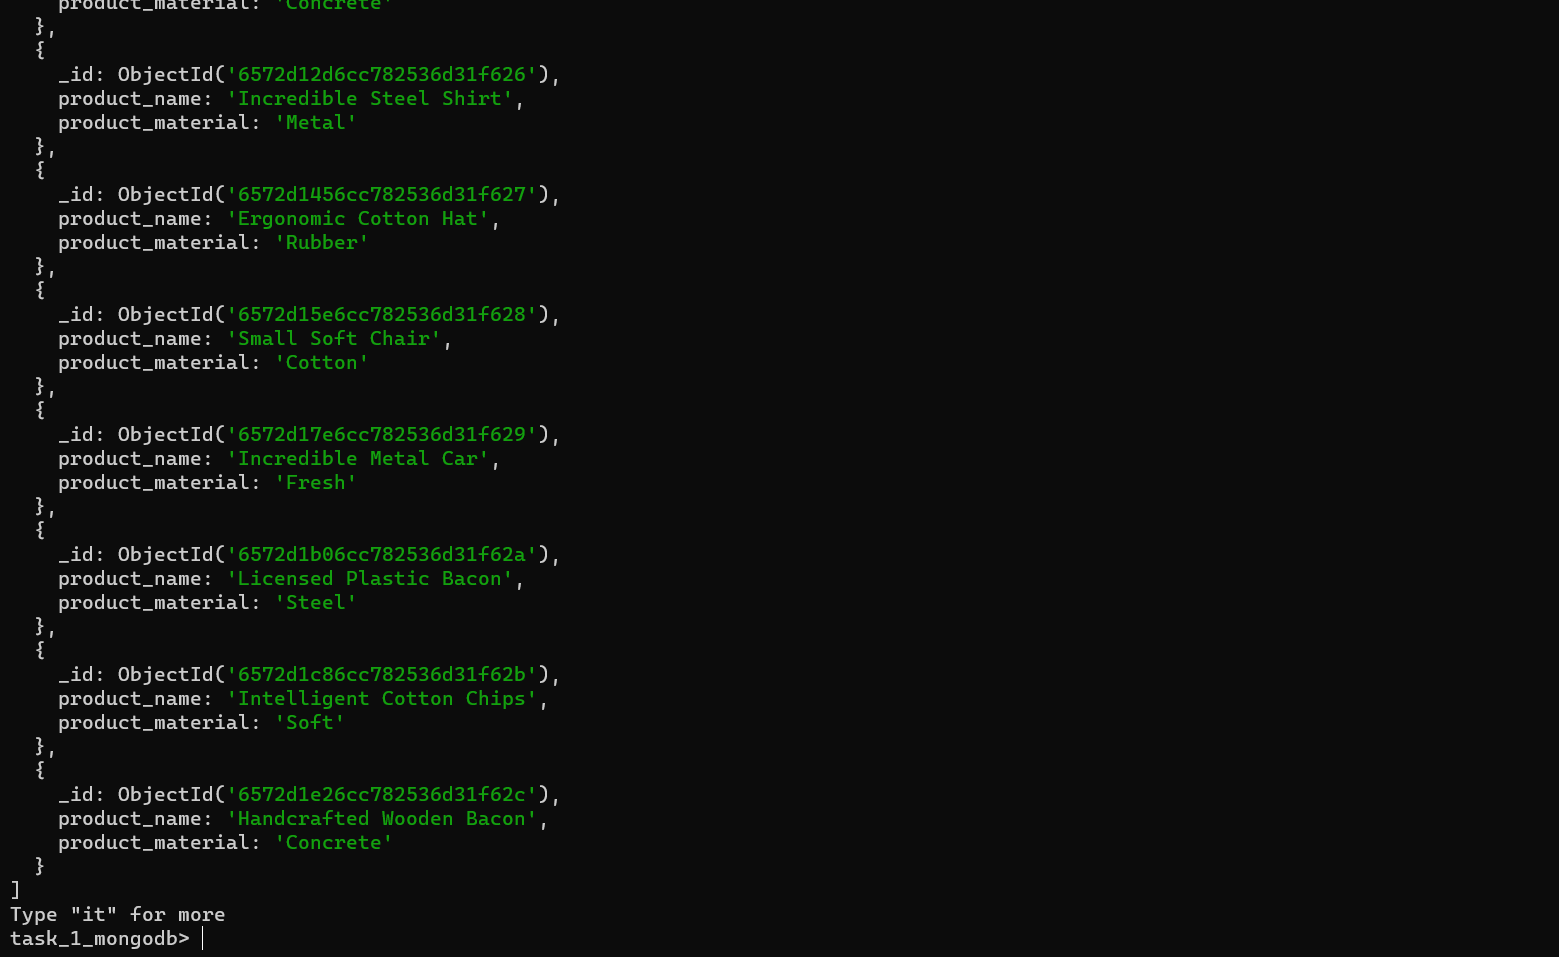 product_material: 'Concrete'
},
{
_id: ObjectId('6572d12d6cc782536d31f626'),
product_name: 'Incredible Steel Shirt',
product_material: 'Metal'
},
{
_id: ObjectId('6572d1456cc782536d31f627'),
product_name: 'Ergonomic Cotton Hat',
product_material: 'Rubber'
},
{
_id: ObjectId('6572d15e6cc782536d31f628'),
product_name: 'Small Soft Chair',
product_material: 'Cotton'
},
{
_id: ObjectId('6572d17e6cc782536d31f629'),
product_name: 'Incredible Metal Car',
product_material: 'Fresh'
},
{
_id: ObjectId('6572d1b06cc782536d31f62a'),
product_name: 'Licensed Plastic Bacon',
product_material: 'Steel'
},
{
_id: ObjectId('6572d1c86cc782536d31f62b'),
product_name: 'Intelligent Cotton Chips',
product_material: 'Soft'
},
{
_id: ObjectId('6572d1e26cc782536d31f62c'),
product_name: 'Handcrafted Wooden Bacon',
product_material: 'Concrete'
}
]
Type "it" for more
task_1_mongodb>